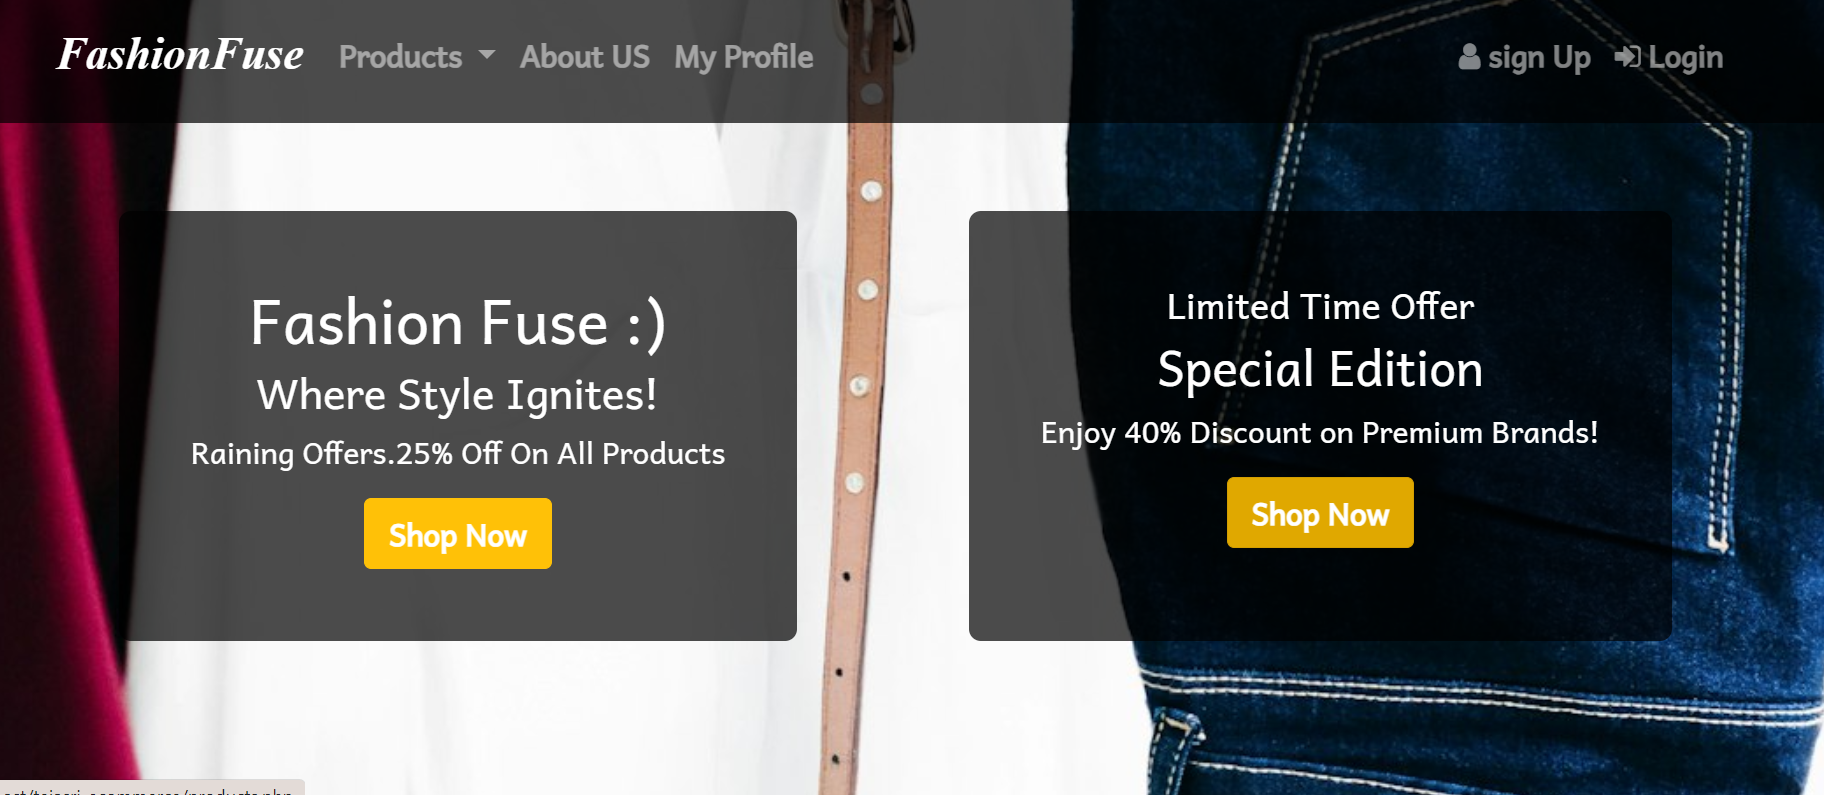 FashionFuse Products About US My Profile sign Up Login
Fashion Fuse :)
Where Style Ignites!
Raining Offers.25% Off On All Products
Shop Now
Limited Time Offer
Special Edition
Enjoy 40% Discount on Premium Brands!
Shop Now